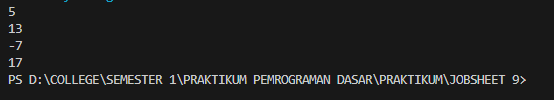 5
13
-7
17
PS D:\COLLEGE\SEMESTER 1\PRAKTIKUM PEMROGRAMAN DASAR\PRAKTIKUM\JOBSHEET 9>